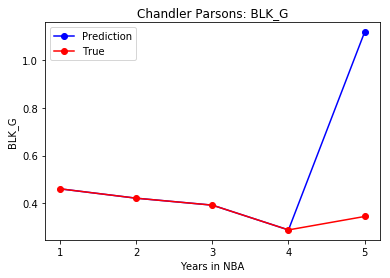 Chandler Parsons: BLK_G
Prediction
True
BLK_G
1.0
0.8
0.6
0.4
1 2 3 4 5
Years in NBA